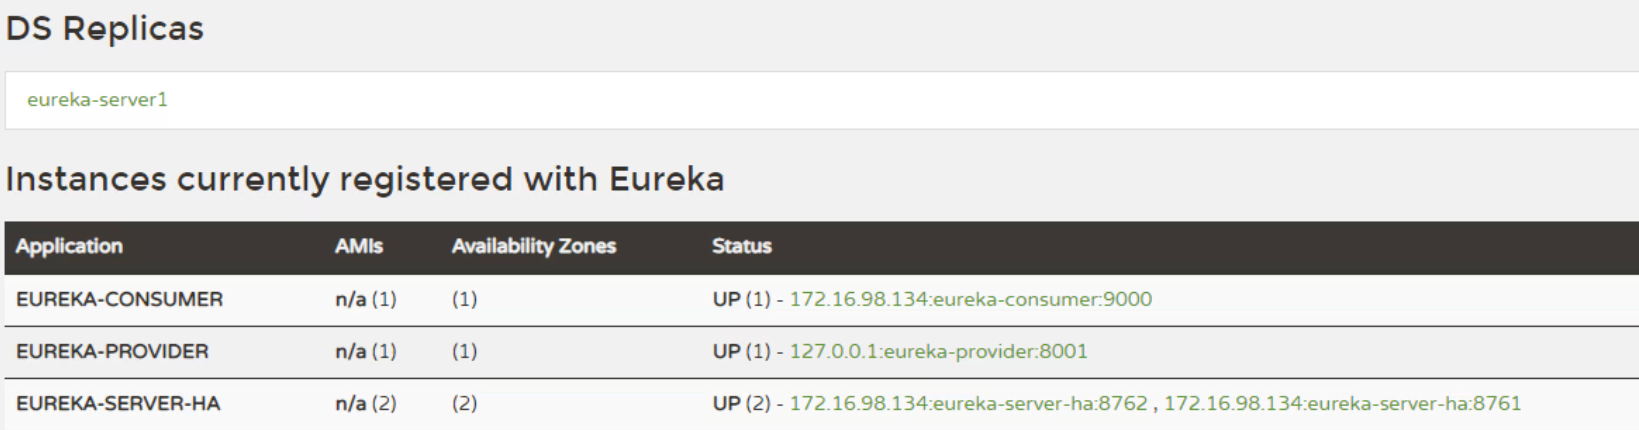 DS Replicas
eureka-server1
Instances currently registered with Eureka
Application AMIs Availability Zones Status
EUREKA-CONSUMER n/a (1) (1) UP (1) - 172.16.98.134:eureka-consumer:9000
EUREKA-PROVIDER n/a (1) (1) UP (1) - 127.0.0.1:eureka-provider:8001
EUREKA-SERVER-HA n/a (2) (2) UP (2) - 172.16.98.134:eureka-server-ha:8762 , 172.16.98.134:eureka-server-ha:8761